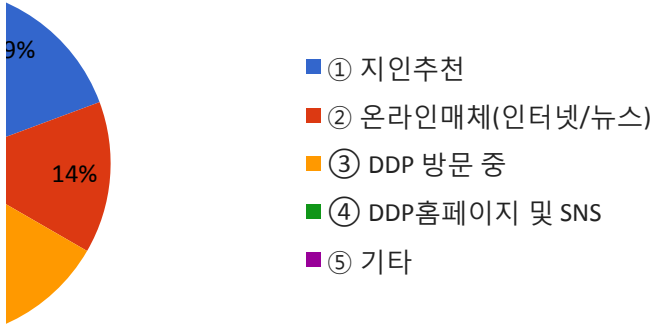 9%
14%
① 지인추천
② 온라인매체(인터넷/뉴스)
③ DDP 방문 중
④ DDP홈페이지 및 SNS
⑤ 기타